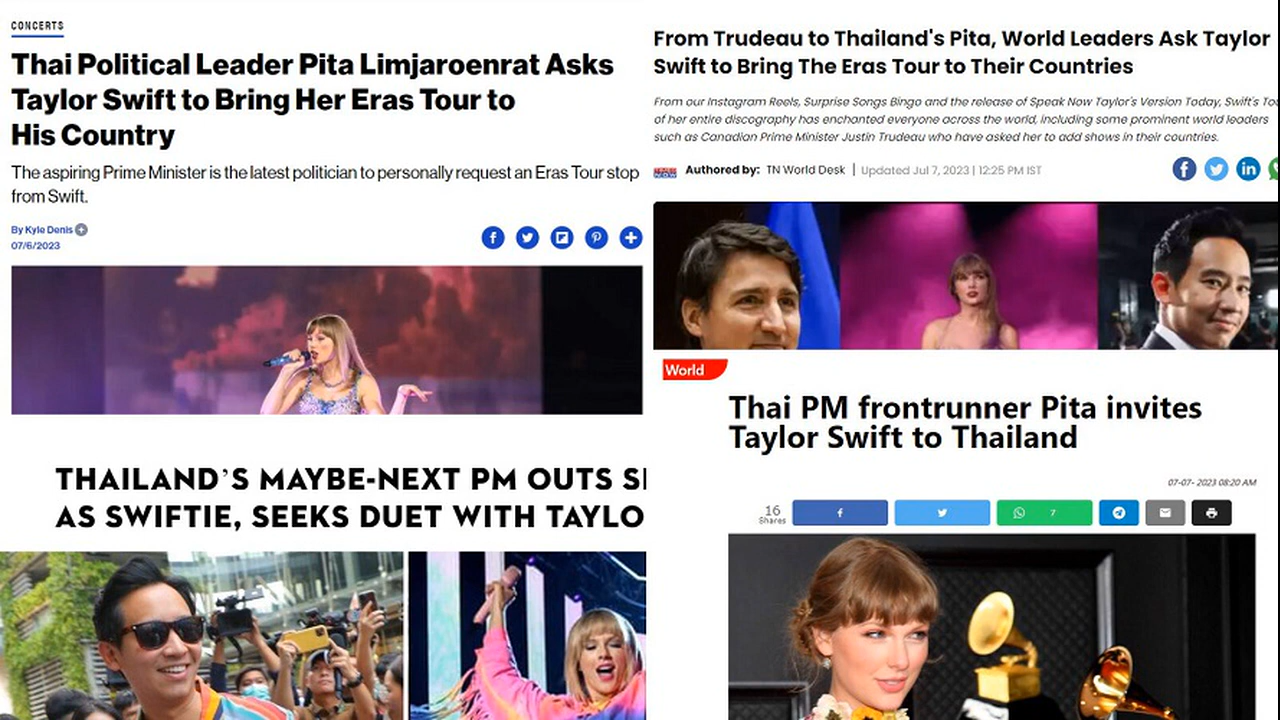 CONCERTS
Thai Political Leader Pita Limjaroenrat Asks
Taylor Swift to Bring Her Eras Tour to
His Country
The aspiring Prime Minister is the latest politician to personally request an Eras Tour stop
from Swift.
By Kyle Denis
07/6/2023
THAILAND'S MAYBE-NEXT PM OUTS
AS SWIFTIE, SEEKS DUET WITH
From Trudeau to Thailand's Pita, World Leaders Ask Taylor
Swift to Bring The Eras Tour to Their Countries
From our Instagram Reels, Surprise Songs Bingo and the release of Speak Now Taylor's Version Today, Swift's
of her entire discography has enchanted everyone across the world, including some prominent world leaders
such as Canadian Prime Minister Justin Trudeau who have asked her to add shows in their countries.
Authored by: TN World Desk | Updated Jul 7, 2023 | 12:25 PM IST
World
Thai PM frontrunner Pita invites
Taylor Swift to Thailand
07-07- 2023 08:20 AM
16
Shares
7